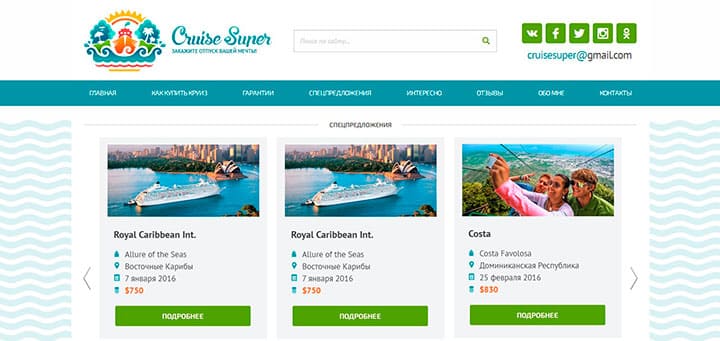 Cruise Super
ЗАКАЖИТЕ ОТПУСК ВАШЕЙ МЕЧТЫ!
Поиск по сайту...
cruisesuper@gmail.com
ГЛАВНАЯ КАК КУПИТЬ КРУИЗ ГАРАНТИИ СПЕЦПРЕДЛОЖЕНИЯ ИНТЕРЕСНО ОТЗЫВЫ ОБО МНЕ КОНТАКТЫ
СПЕЦПРЕДЛОЖЕНИЯ
Royal Caribbean Int.
Allure of the Seas
Восточные Карибы
7 января 2016
$750
ПОДРОБНЕЕ
Royal Caribbean Int.
Allure of the Seas
Восточные Карибы
7 января 2016
$750
ПОДРОБНЕЕ
Costa
Costa Favolosa
Доминиканская Республика
25 февраля 2016
$830
ПОДРОБНЕЕ